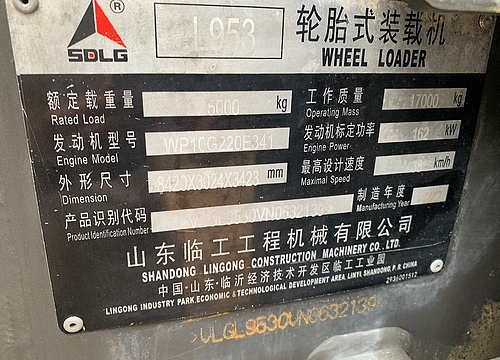 SDLG ®
L953
轮胎式装载机
WHEEL LOADER
额定载重量 kg
Rated Load
工作质量 17000 kg
Operating Mass
发动机型号 WP10G220E341
Engine Model
发动机标定功率 162 kW
Engine Power
外形尺寸 8420X3024X3423 mm
Dimension
最高设计速度 km/h
Maximal Speed
产品识别代码
Product Identification Number
制造年度
Manufacturing Year
山东临工工程机械有限公司
SHANDONG LINGONG CONSTRUCTION MACHINERY CO. LTD.
中国·山东·临沂经济技术开发区临工工业园
LINGONG INDUSTRY PARK.ECONOMIC & TECHNOLOGICAL DEVELOPMENT AREA LINYI,SHANDONG, P. R. CHINA
2936001512